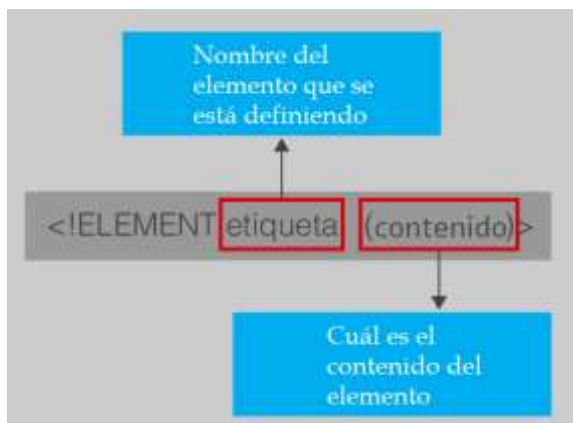 Nombre del
elemento que se
está definiendo
<!ELEMENT etiqueta (contenido)>
Cuál es el
contenido del
elemento